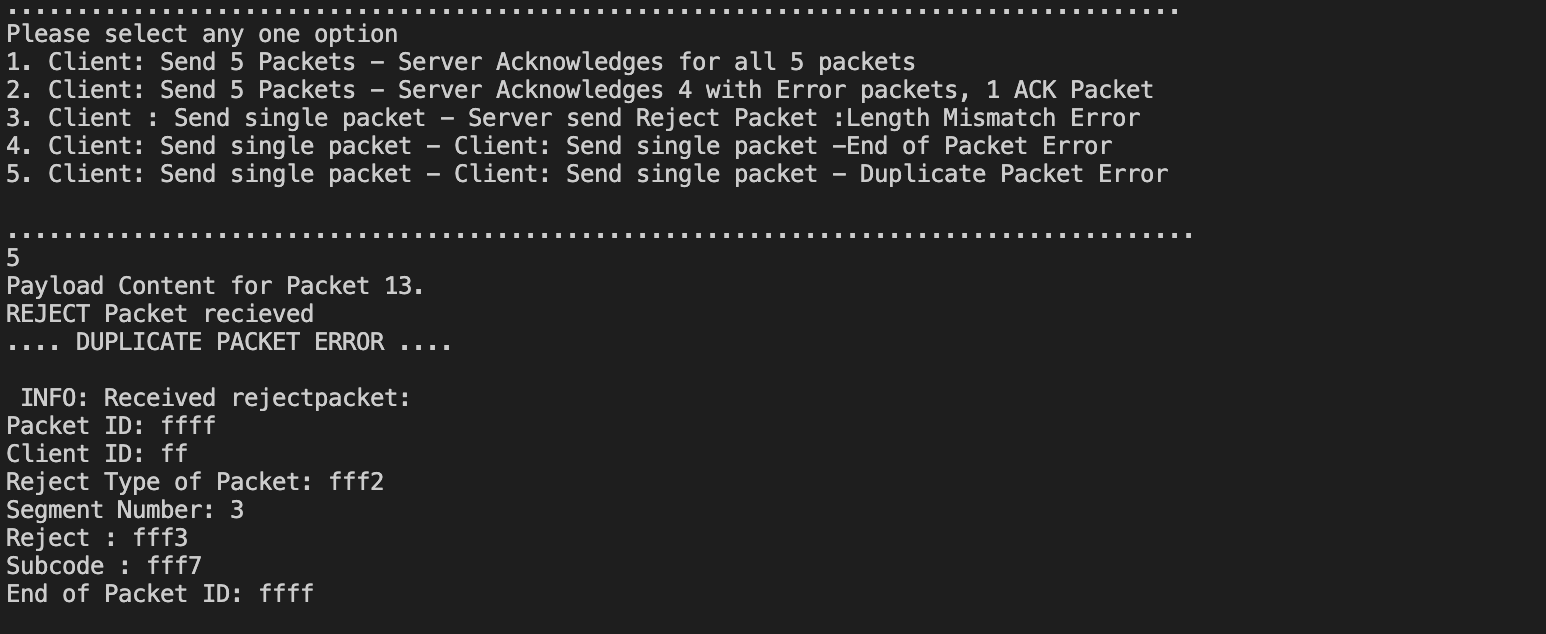 ....................................................................................
Please select any one option
1. Client: Send 5 Packets - Server Acknowledges for all 5 packets
2. Client: Send 5 Packets - Server Acknowledges 4 with Error packets, 1 ACK Packet
3. Client : Send single packet - Server send Reject Packet :Length Mismatch Error
4. Client: Send single packet - Client: Send single packet -End of Packet Error
5. Client: Send single packet - Client: Send single packet - Duplicate Packet Error
.....................................................................................
5
Payload Content for Packet 13.
REJECT Packet recieved
.... DUPLICATE PACKET ERROR ....
INFO: Received rejectpacket:
Packet ID: ffff
Client ID: ff
Reject Type of Packet: fff2
Segment Number: 3
Reject : fff3
Subcode : fff7
End of Packet ID: ffff